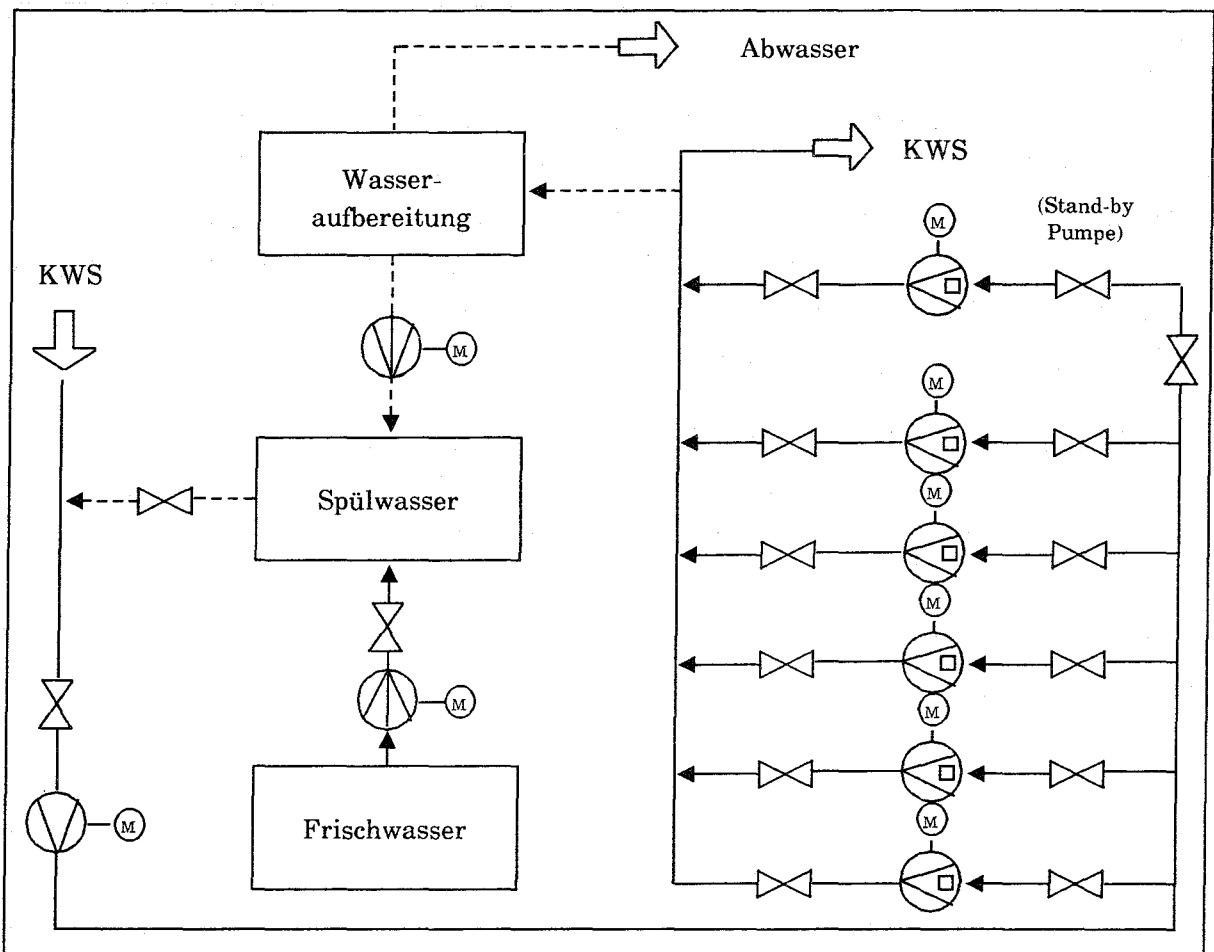 Abwasser
Wasser-
aufbereitung
KWS
(Stand-by
Pumpe)
M
KWS
M
M
Spülwasser
M
M
M
M
Frischwasser
M
M
M